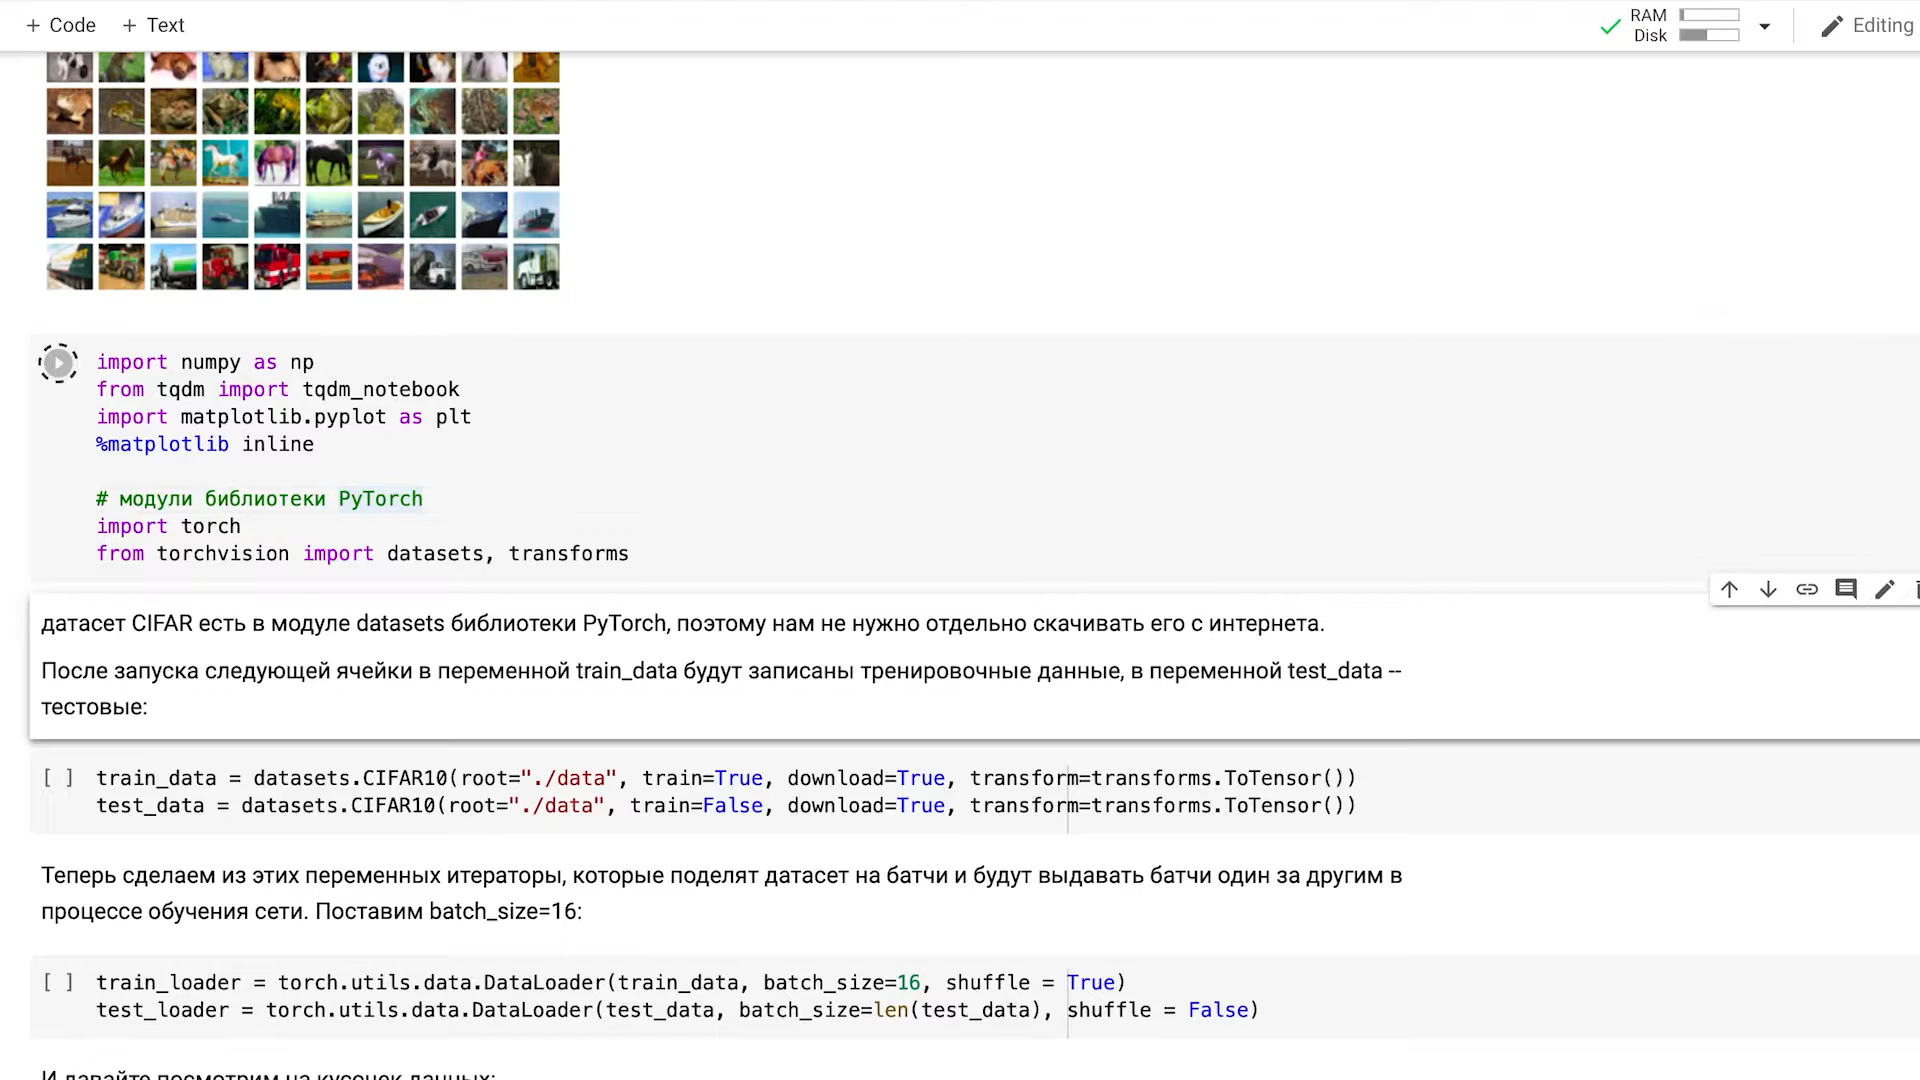 + Code + Text
RAM
Disk
Editing
import numpy as np
from tqdm import tqdm_notebook
import matplotlib.pyplot as plt
%matplotlib inline
# модули библиотеки PyTorch
import torch
from torchvision import datasets, transforms
датасет CIFAR есть в модуле datasets библиотеки PyTorch, поэтому нам не нужно отдельно скачивать его с интернета.
После запуска следующей ячейки в переменной train_data будут записаны тренировочные данные, в переменной test_data --
тестовые:
[ ] train_data = datasets.CIFAR10(root="./data", train=True, download=True, transform=transforms.ToTensor())
test_data = datasets.CIFAR10(root="./data", train=False, download=True, transform=transforms.ToTensor())
Теперь сделаем из этих переменных итераторы, которые поделят датасет на батчи и будут выдавать батчи один за другим в
процессе обучения сети. Поставим batch_size=16:
[ ] train_loader = torch.utils.data.DataLoader(train_data, batch_size=16, shuffle = True)
test_loader = torch.utils.data.DataLoader(test_data, batch_size=len(test_data), shuffle = False)
И давайте посмотрим на кусочек данных: